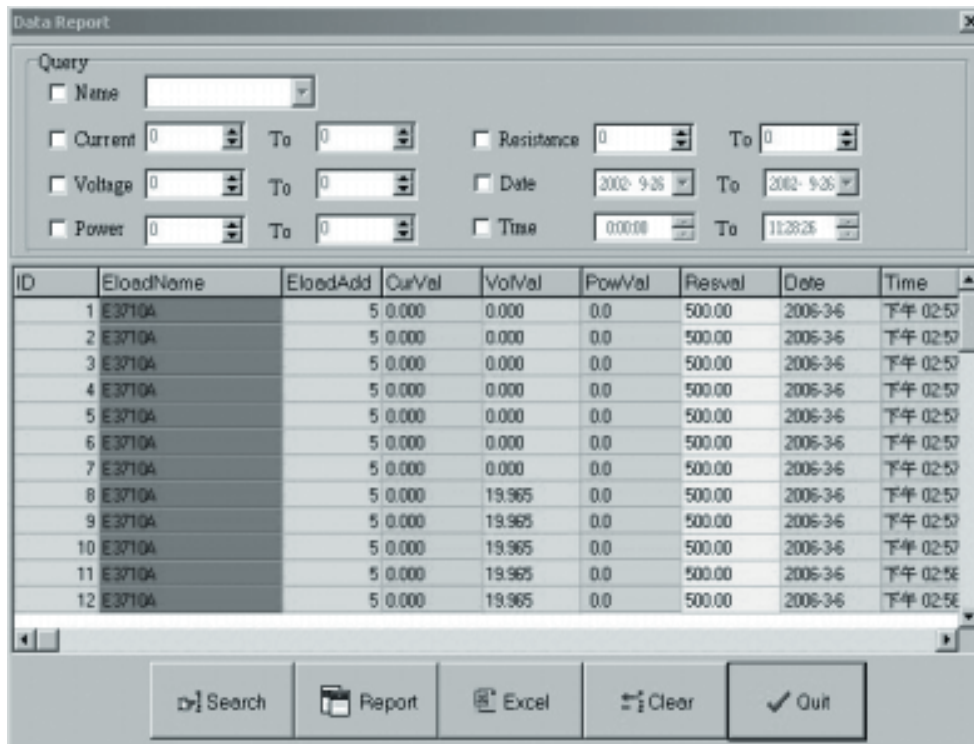 Data Report
Query
Name
Current 0 To 0 Resistance 0 To 0
Voltage 0 To 0 Date 2002- 9-26 To 2002- 9-26
Power 0 To 0 Time 0:00:00 To 11:28:26
ID EloadName EloadAdd CurVal VolVal PowVal Resval Date Time
1 E3710A 5 0.000 0.000 0.0 500.00 2006-3-6 下午 02:57
2 E3710A 5 0.000 0.000 0.0 500.00 2006-3-6 下午 02:57
3 E3710A 5 0.000 0.000 0.0 500.00 2006-3-6 下午 02:57
4 E3710A 5 0.000 0.000 0.0 500.00 2006-3-6 下午 02:57
5 E3710A 5 0.000 0.000 0.0 500.00 2006-3-6 下午 02:57
6 E3710A 5 0.000 0.000 0.0 500.00 2006-3-6 下午 02:57
7 E3710A 5 0.000 0.000 0.0 500.00 2006-3-6 下午 02:57
8 E3710A 5 0.000 19.965 0.0 500.00 2006-3-6 下午 02:57
9 E3710A 5 0.000 19.965 0.0 500.00 2006-3-6 下午 02:57
10 E3710A 5 0.000 19.965 0.0 500.00 2006-3-6 下午 02:57
11 E3710A 5 0.000 19.965 0.0 500.00 2006-3-6 下午 02:56
12 E3710A 5 0.000 19.965 0.0 500.00 2006-3-6 下午 02:56
Search Report Excel Clear Quit